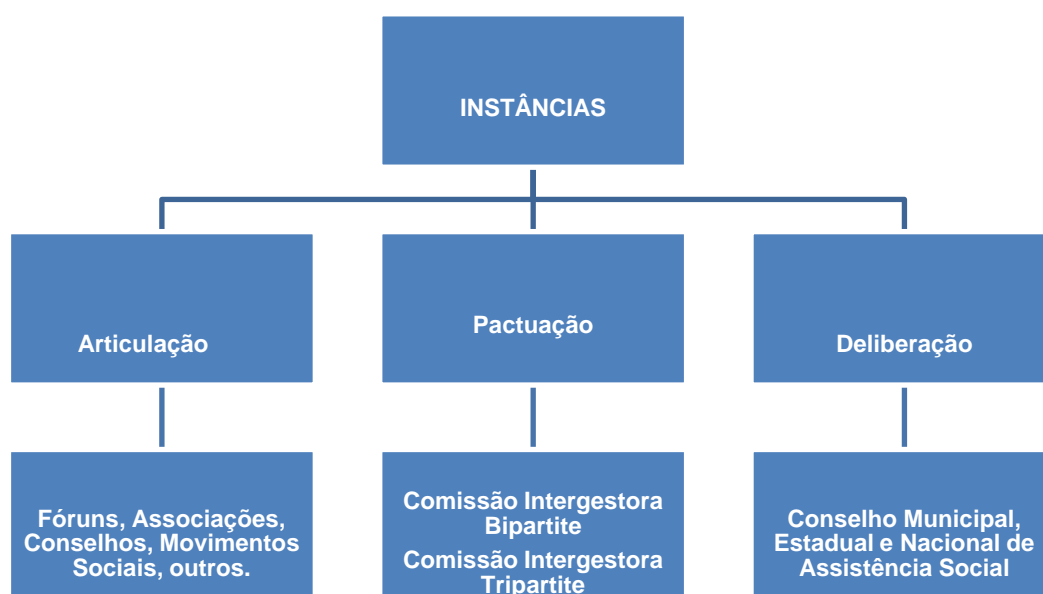 INSTÂNCIAS
Articulação
Pactuação
Deliberação
Fóruns, Associações,
Conselhos, Movimentos
Sociais, outros.
Comissão Intergestora
Bipartite
Comissão Intergestora
Tripartite
Conselho Municipal,
Estadual e Nacional de
Assistência Social